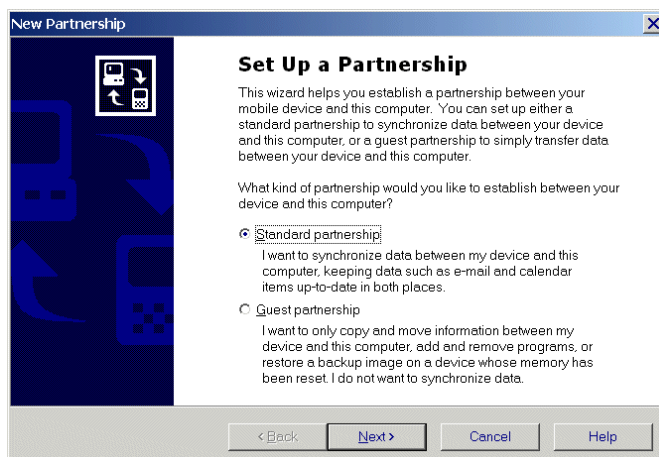 New Partnership
Set Up a Partnership
This wizard helps you establish a partnership between your
mobile device and this computer. You can set up either a
standard partnership to synchronize data between your device
and this computer, or a guest partnership to simply transfer data
between your device and this computer.
What kind of partnership would you like to establish between your
device and this computer?
Standard partnership
I want to synchronize data between my device and this
computer, keeping data such as e-mail and calendar
items up-to-date in both places.
Guest partnership
I want to only copy and move information between my
device and this computer, add and remove programs, or
restore a backup image on a device whose memory has
been reset. I do not want to synchronize data.
< Back Next > Cancel Help